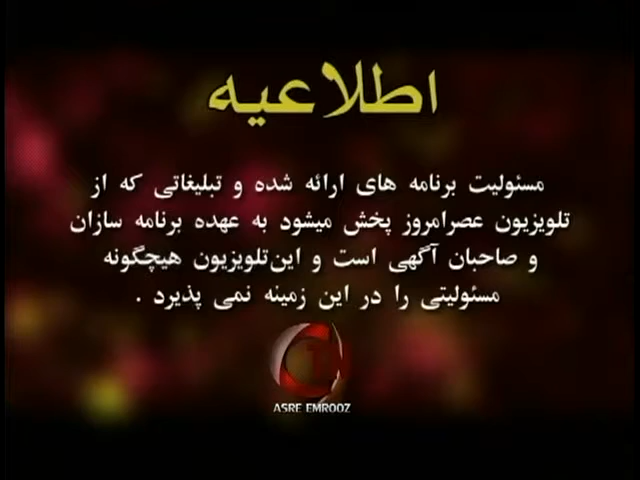 اطلاعیه
مسئولیت برنامه های ارائه شده و تبلیغاتی که از
تلویزیون عصرامروز پخش میشود به عهده برنامه سازان
و صاحبان آگهی است و این‌تلویزیون هیچگونه
مسئولیتی را در این زمینه نمی پذیرد .
1
ASRE EMROOZ